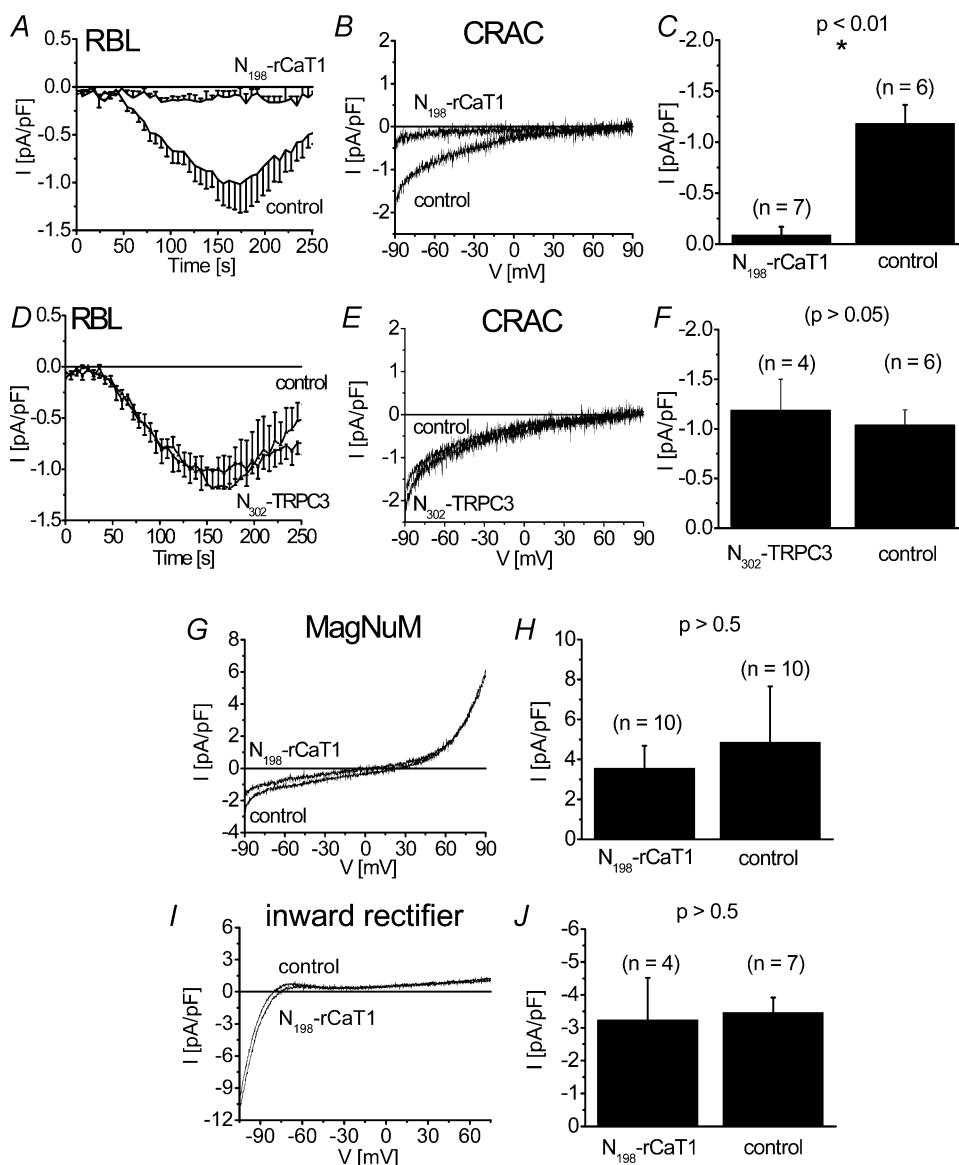 A RBL
N198-rCaT1
control
0.0
-0.5
-1.0
-1.5
I [pA/pF]
0 50 100 150 200 250
Time [s]
B CRAC
N198-rCaT1
control
2
1
0
-1
-2
I [pA/pF]
-90 -60 -30 0 30 60 90
V [mV]
C p < 0.01
*
(n = 7) (n = 6)
-2.0
-1.5
-1.0
-0.5
0.0
I [pA/pF]
N198-rCaT1 control
D RBL
control
N302-TRPC3
0.0
-0.5
-1.0
-1.5
I [pA/pF]
0 50 100 150 200 250
Time [s]
E CRAC
control
N302-TRPC3
2
1
0
-1
-2
I [pA/pF]
-90 -60 -30 0 30 60 90
V [mV]
F (p > 0.05)
(n = 4) (n = 6)
-2.0
-1.5
-1.0
-0.5
0.0
I [pA/pF]
N302-TRPC3 control
G MagNuM
N198-rCaT1
control
8
6
4
2
0
-2
-4
I [pA/pF]
-90 -60 -30 0 30 60 90
V [mV]
H p > 0.5
(n = 10) (n = 10)
10
8
6
4
2
0
I [pA/pF]
N198-rCaT1 control
I inward rectifier
control
N198-rCaT1
6
3
0
-3
-6
-9
-12
I [pA/pF]
-90 -60 -30 0 30 60
V [mV]
J p > 0.5
(n = 4) (n = 7)
-6
-5
-4
-3
-2
-1
0
I [pA/pF]
N198-rCaT1 control